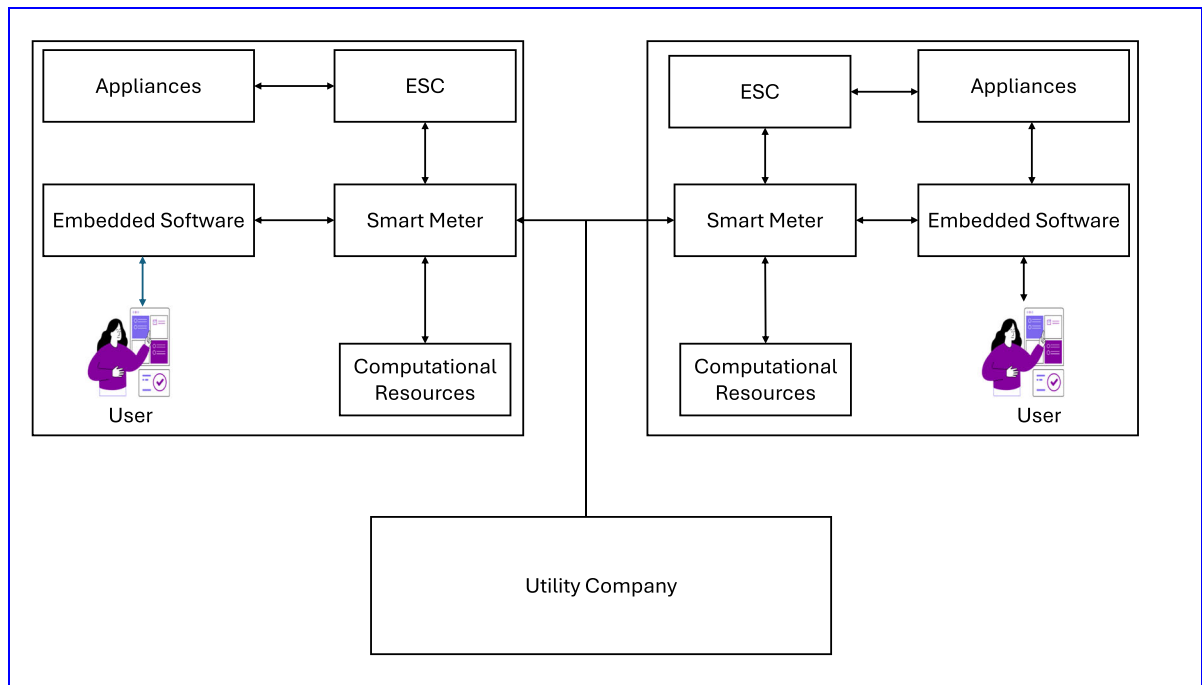 Appliances
ESC
ESC
Appliances
Embedded Software
Smart Meter
Smart Meter
Embedded Software
Computational
Resources
Computational
Resources
User
User
Utility Company